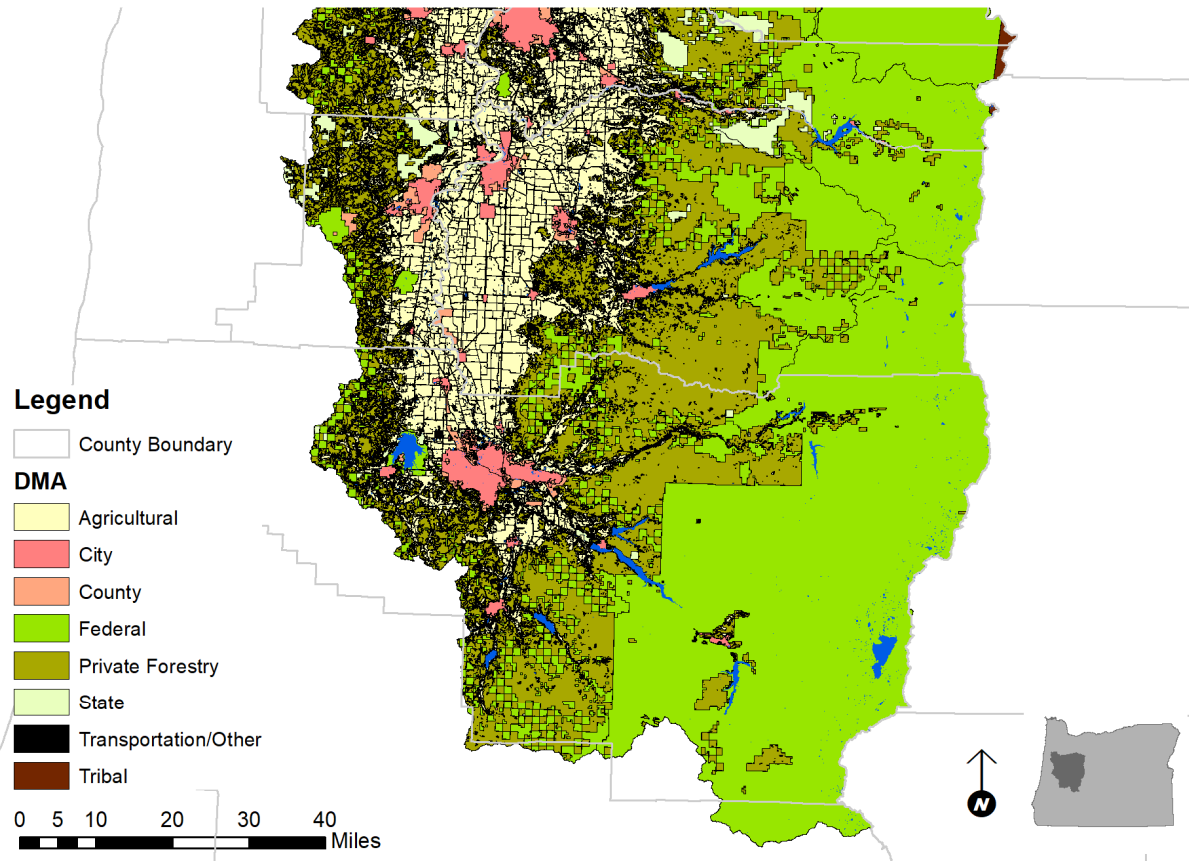 Legend
County Boundary
DMA
Agricultural
City
County
Federal
Private Forestry
State
Transportation/Other
Tribal
0 5 10 20 30 40
Miles
N